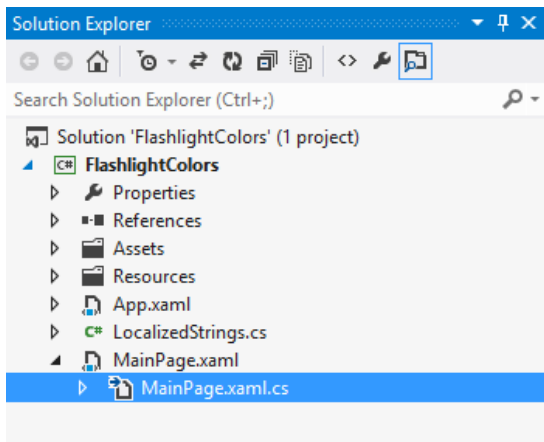 Solution Explorer
Search Solution Explorer (Ctrl+;)
Solution 'FlashlightColors' (1 project)
C# FlashlightColors
Properties
References
Assets
Resources
App.xaml
C# LocalizedStrings.cs
MainPage.xaml
MainPage.xaml.cs